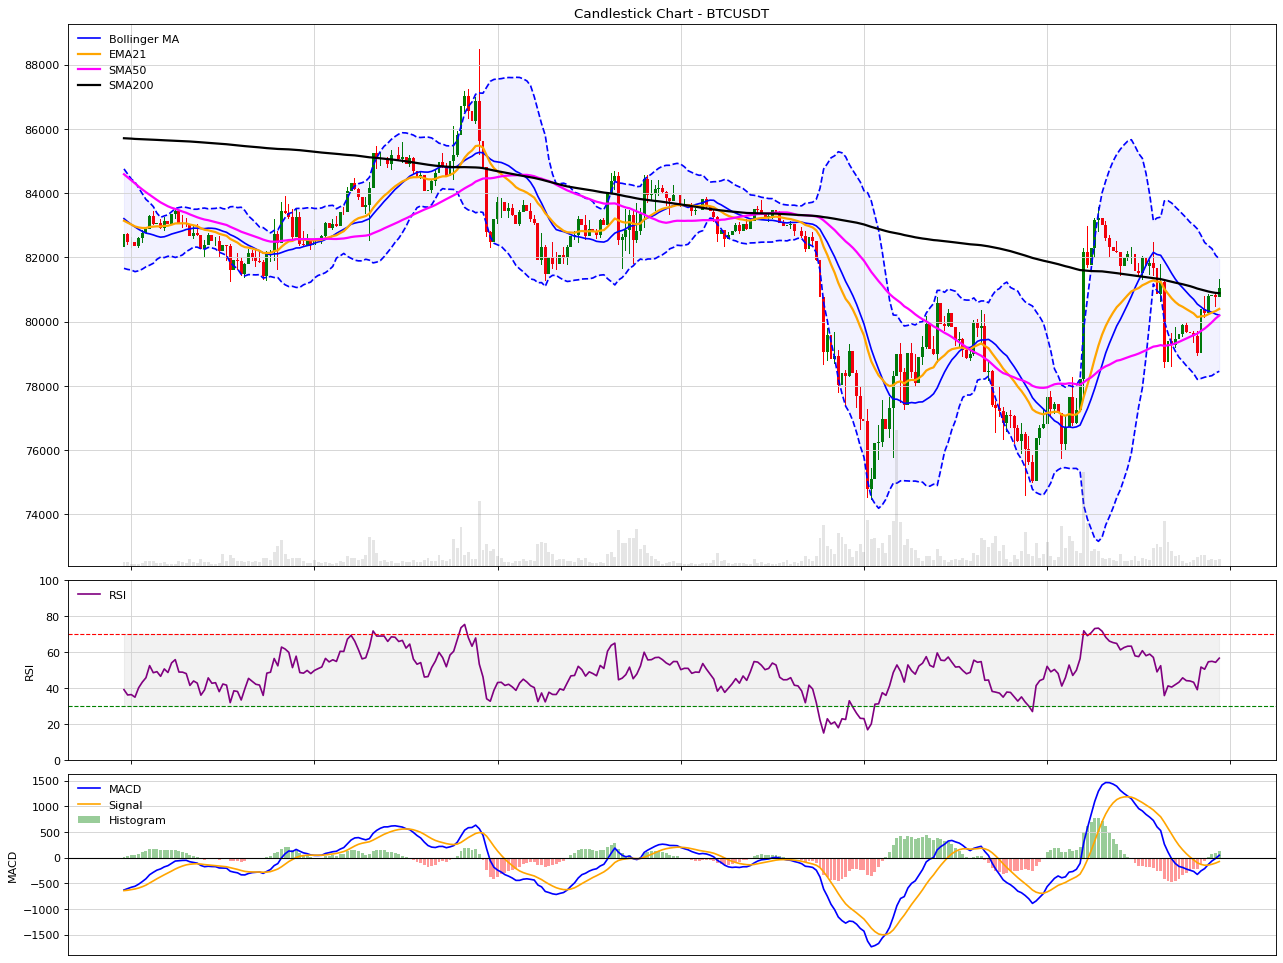 Candlestick Chart - BTCUSDT
Bollinger MA
EMA21
SMA50
SMA200
88000
86000
84000
82000
80000
78000
76000
74000
RSI
100
80
60
40
20
0
RSI
MACD
Signal
Histogram
1500
1000
500
0
−500
−1000
−1500
MACD